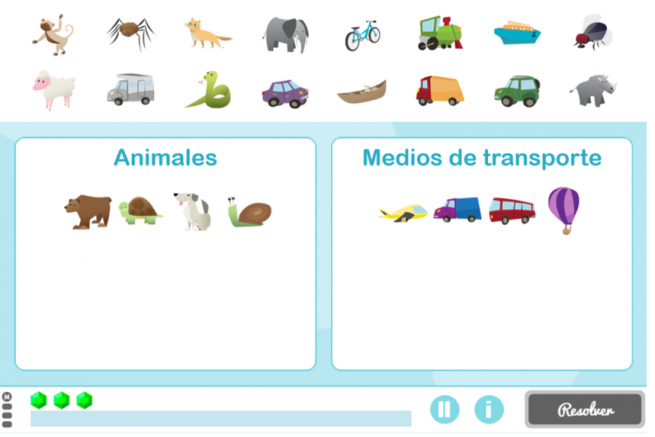 Animales
Medios de transporte
Resolver